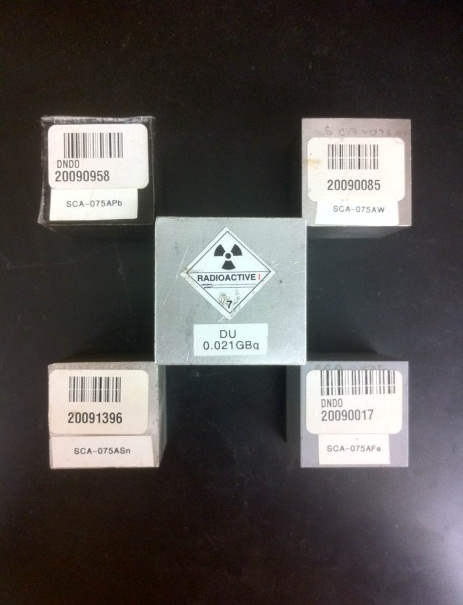 DNDO
20090958
SCA-075APb
20090085
SCA-075AW
RADIOACTIVE I
7
DU
0.021GBq
20091396
SCA-075ASn
DNDO
20090017
SCA-075AFe